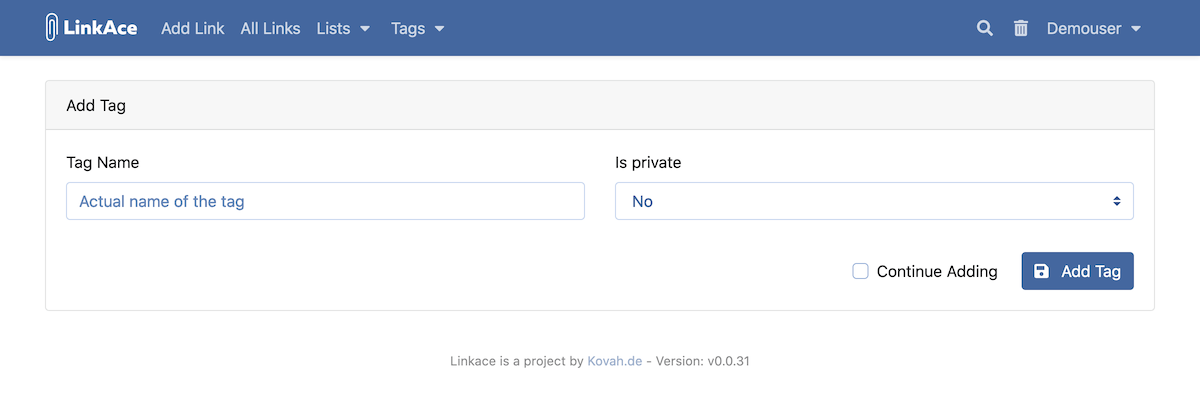 LinkAce Add Link All Links Lists Tags Demouser
Add Tag
Tag Name Is private
Actual name of the tag No
Continue Adding Add Tag
Linkace is a project by Kovah.de - Version: v0.0.31